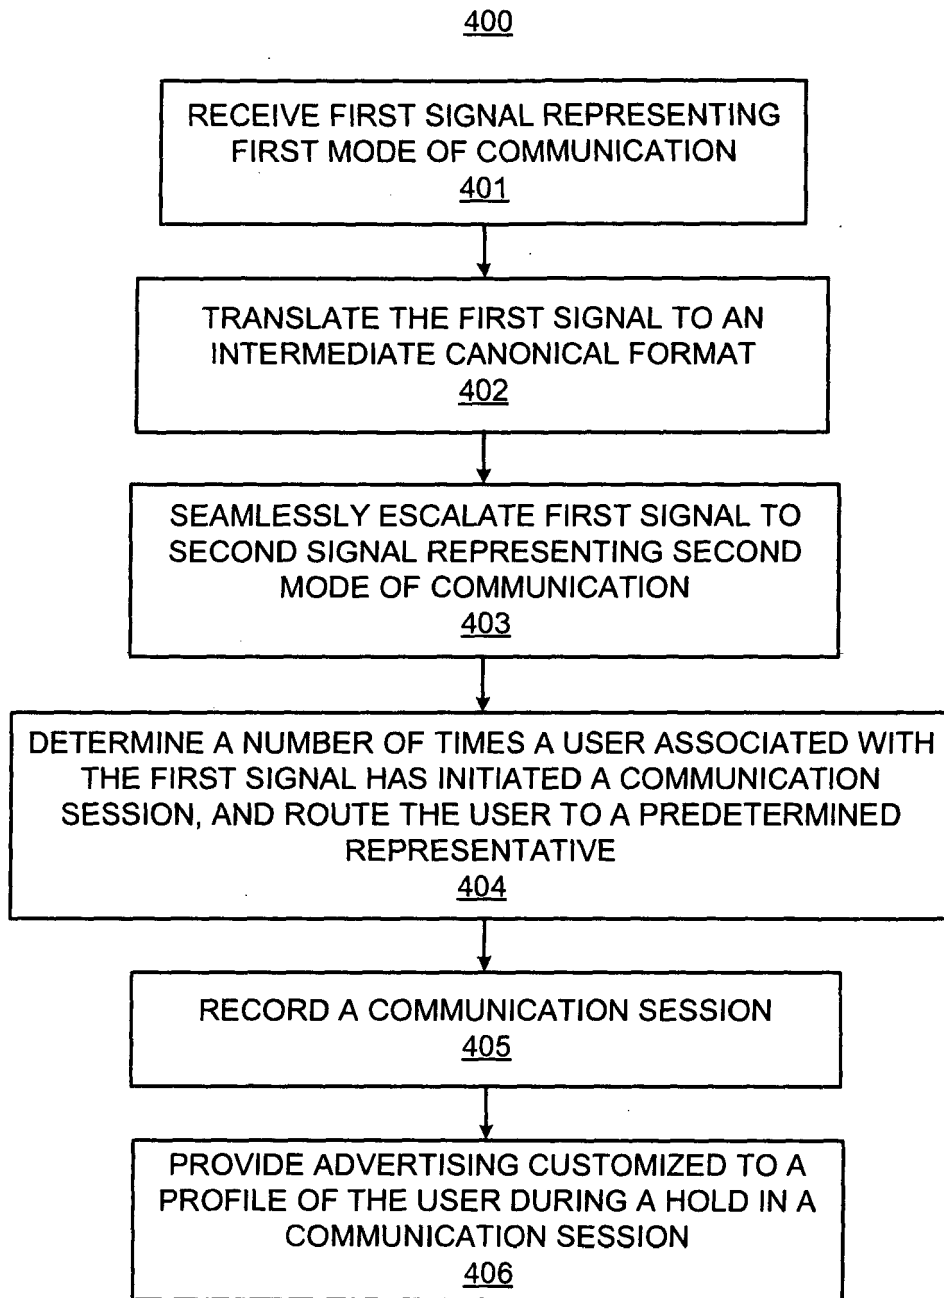 400
RECEIVE FIRST SIGNAL REPRESENTING
FIRST MODE OF COMMUNICATION
401
TRANSLATE THE FIRST SIGNAL TO AN
INTERMEDIATE CANONICAL FORMAT
402
SEAMLESSLY ESCALATE FIRST SIGNAL TO
SECOND SIGNAL REPRESENTING SECOND
MODE OF COMMUNICATION
403
DETERMINE A NUMBER OF TIMES A USER ASSOCIATED WITH
THE FIRST SIGNAL HAS INITIATED A COMMUNICATION
SESSION, AND ROUTE THE USER TO A PREDETERMINED
REPRESENTATIVE
404
RECORD A COMMUNICATION SESSION
405
PROVIDE ADVERTISING CUSTOMIZED TO A
PROFILE OF THE USER DURING A HOLD IN A
COMMUNICATION SESSION
406